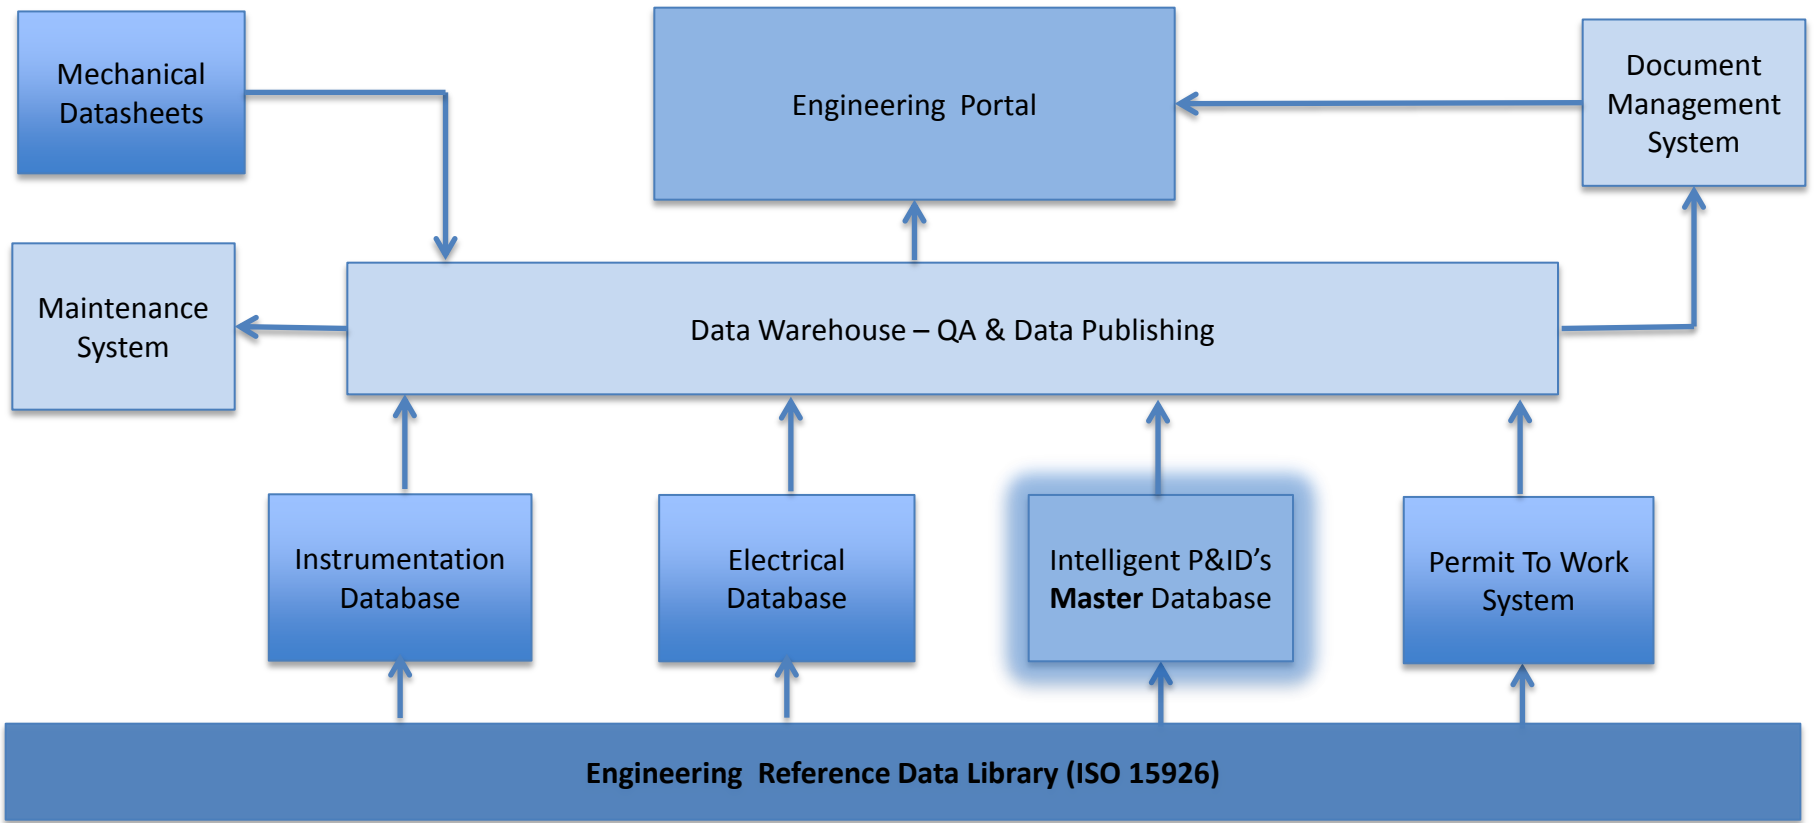 Mechanical
Datasheets
Engineering Portal
Document
Management
System
Maintenance
System
Data Warehouse – QA & Data Publishing
Instrumentation
Database
Electrical
Database
Intelligent P&ID’s
Master Database
Permit To Work
System
Engineering Reference Data Library (ISO 15926)